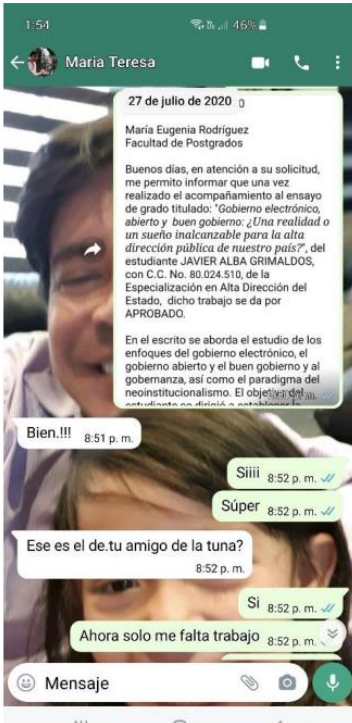 1:54
46%
Maria Teresa
27 de julio de 2020
María Eugenia Rodríguez
Facultad de Postgrados
Buenos días, en atención a su solicitud,
me permito informar que una vez
realizado el acompañamiento al ensayo
de grado titulado: "Gobierno electrónico,
abierto y buen gobierno: ¿Una realidad o
un sueño inalcanzable para la alta
dirección pública de nuestro país?", del
estudiante JAVIER ALBA GRIMALDOS,
con C.C. No. 80.024.510, de la
Especialización en Alta Dirección del
Estado, dicho trabajo se da por
APROBADO.
En el escrito se aborda el estudio de los
enfoques del gobierno electrónico, el
gobierno abierto y el buen gobierno y al
gobernanza, así como el paradigma del
neoinstitucionalismo. El objetivo del
Bien.!!! 8:51 p. m.
Siiii 8:52 p. m.
Súper 8:52 p. m.
Ese es el de.tu amigo de la tuna?
8:52 p. m.
Si 8:52 p. m.
Ahora solo me falta trabajo 8:52 p. m.
Mensaje